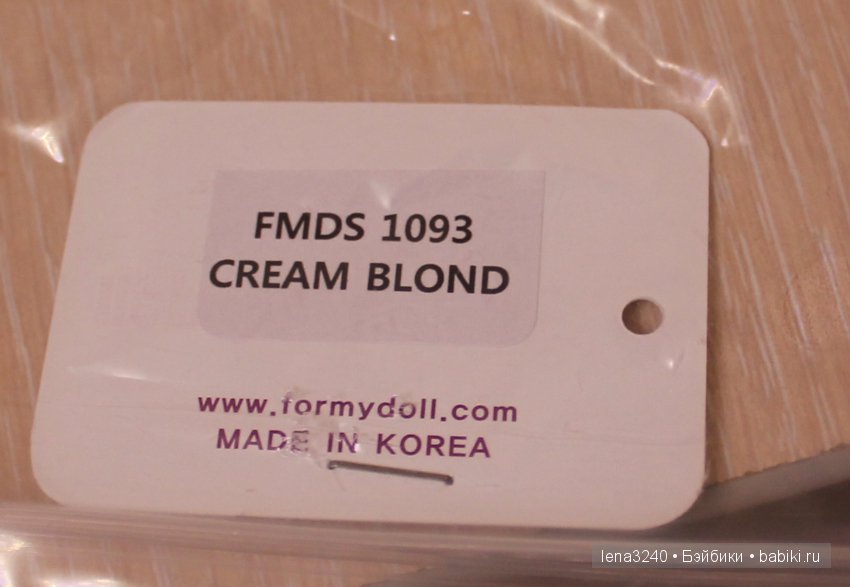 FMDS 1093
CREAM BLOND
www.formydoll.com
MADE IN KOREA
lena3240 • Бэйбики • babiki.ru